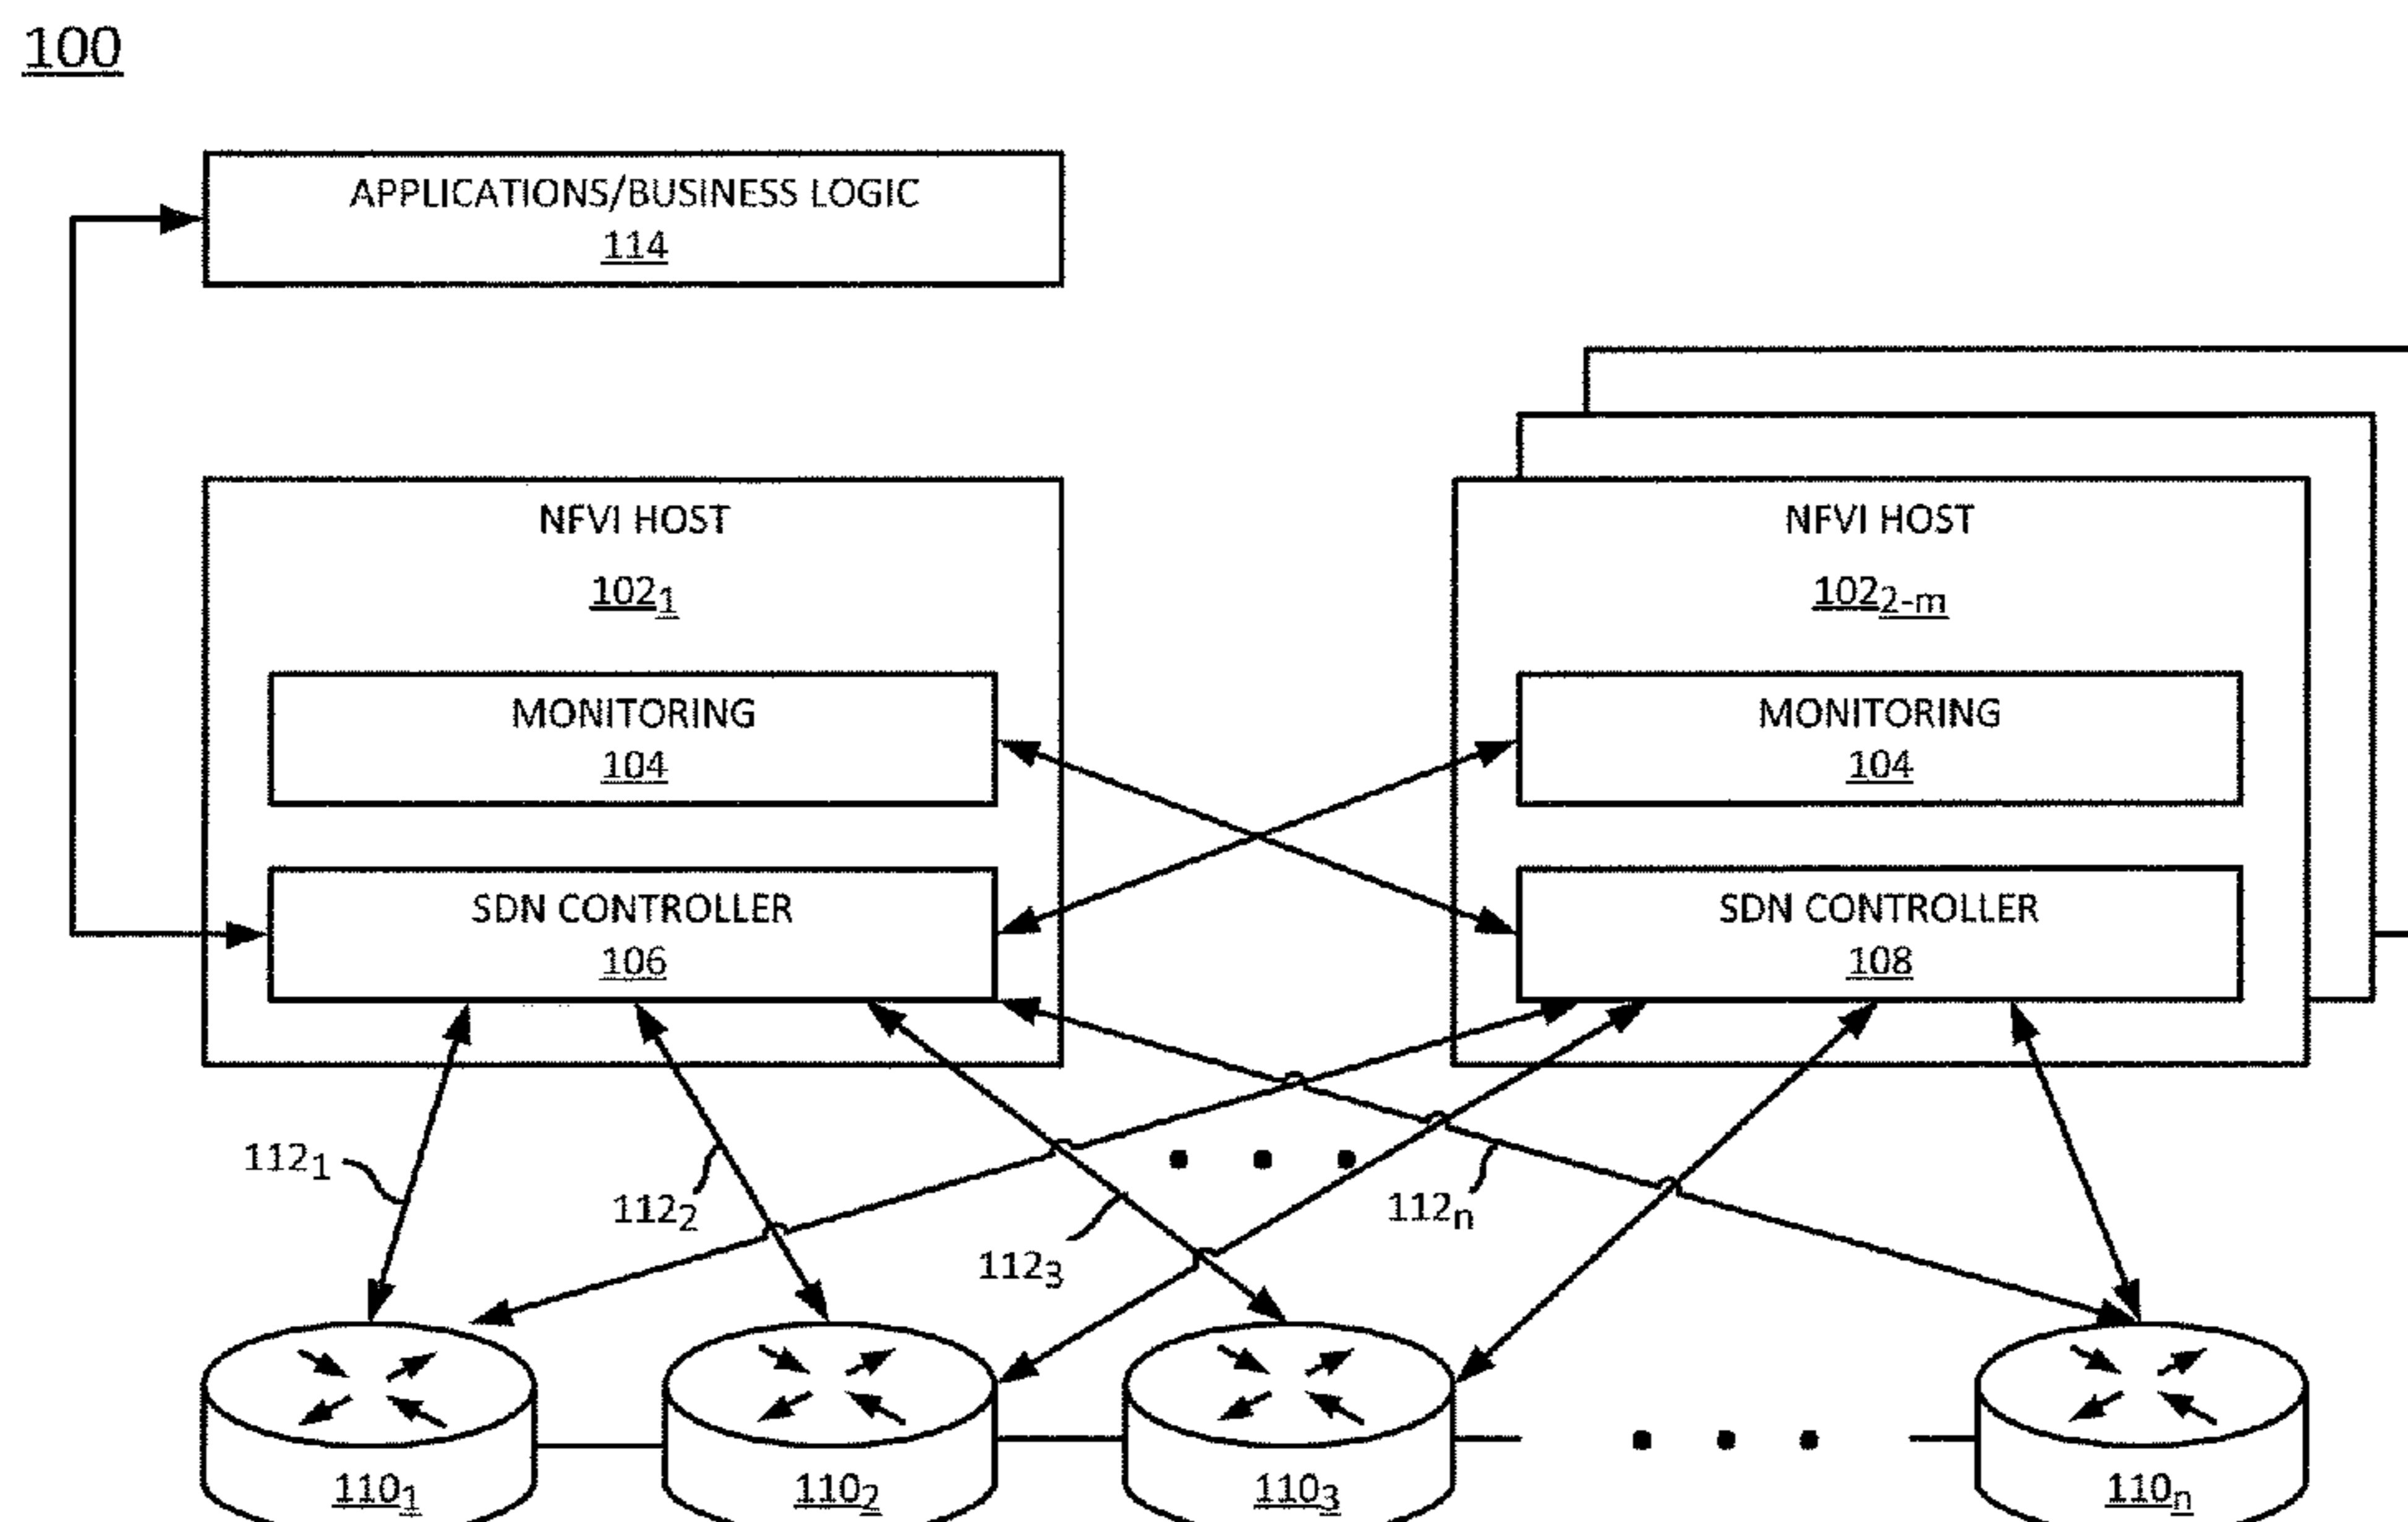 100
APPLICATIONS/BUSINESS LOGIC
114
NFVI HOST
102₁
MONITORING
104
SDN CONTROLLER
106
NFVI HOST
102₂₋ₘ
MONITORING
104
SDN CONTROLLER
108
112₁
112₂
112₃
112ₙ
110₁
110₂
110₃
110ₙ